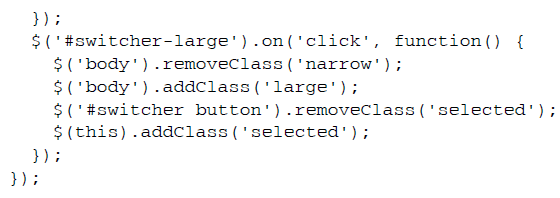 });
  $('#switcher-large').on('click', function() {
    $('body').removeClass('narrow');
    $('body').addClass('large');
    $('#switcher button').removeClass('selected');
    $(this).addClass('selected');
  });
});